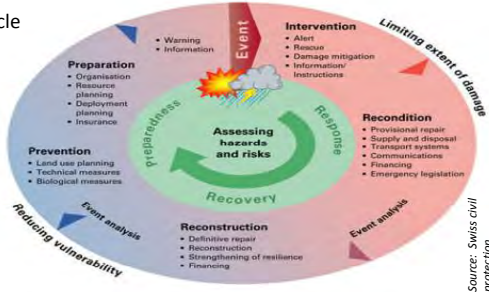 cle
Event
• Warning
• Information
Intervention
• Alert
• Rescue
• Damage mitigation
• Information/
Instructions
Limiting extent of damage
Preparation
• Organisation
• Resource
planning
• Deployment
planning
• Insurance
Recondition
• Provisional repair
• Supply and disposal
• Transport systems
• Communications
• Financing
• Emergency legislation
Preparedness
Response
Recovery
Assessing
hazards
and risks
Prevention
• Land use planning
• Technical measures
• Biological measures
Event analysis
Event analysis
Reducing vulnerability
Reconstruction
• Definitive repair
• Reconstruction
• Strengthening of resilience
• Financing
Source: Swiss civil
protection